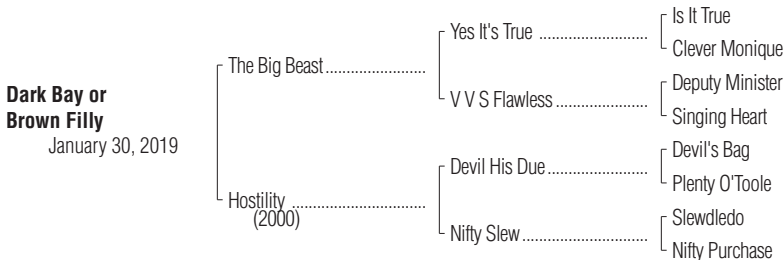 Dark Bay or
Brown Filly
January 30, 2019
The Big Beast
Hostility
(2000)
Yes It's True
V V S Flawless
Devil His Due
Nifty Slew
Is It True
Clever Monique
Deputy Minister
Singing Heart
Devil's Bag
Plenty O'Toole
Slewdledo
Nifty Purchase